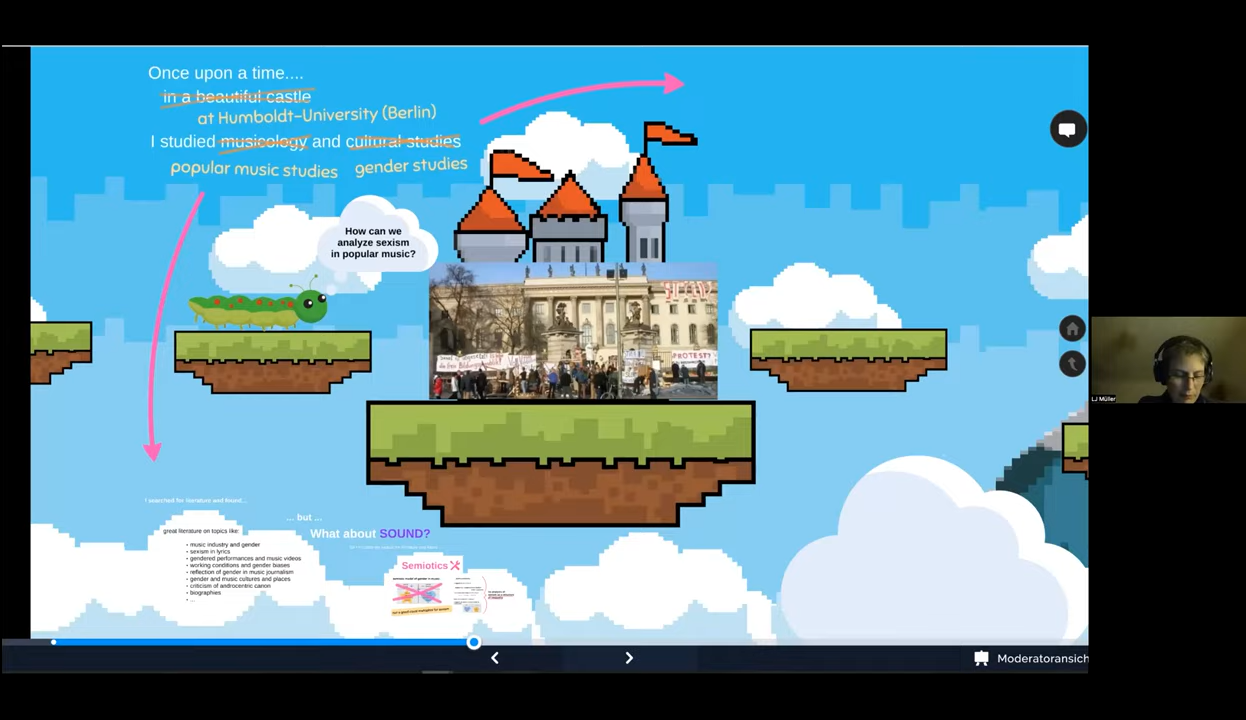 Once upon a time....
in a beautiful castle
at Humboldt-University (Berlin)
I studied musicology and cultural studies
popular music studies gender studies
How can we
analyze sexism
in popular music?
PROTEST
I searched for literature and found...
great literature on topics like:
• music industry and gender
• sexism in lyrics
• gendered performances and music videos
• working conditions and gender biases
• reflection of gender in music journalism
• gender and music cultures and places
• criticism of androcentric canon
• biographies
• ...
... but ...
What about SOUND?
Semiotics
LJ Müller
Moderatoransich